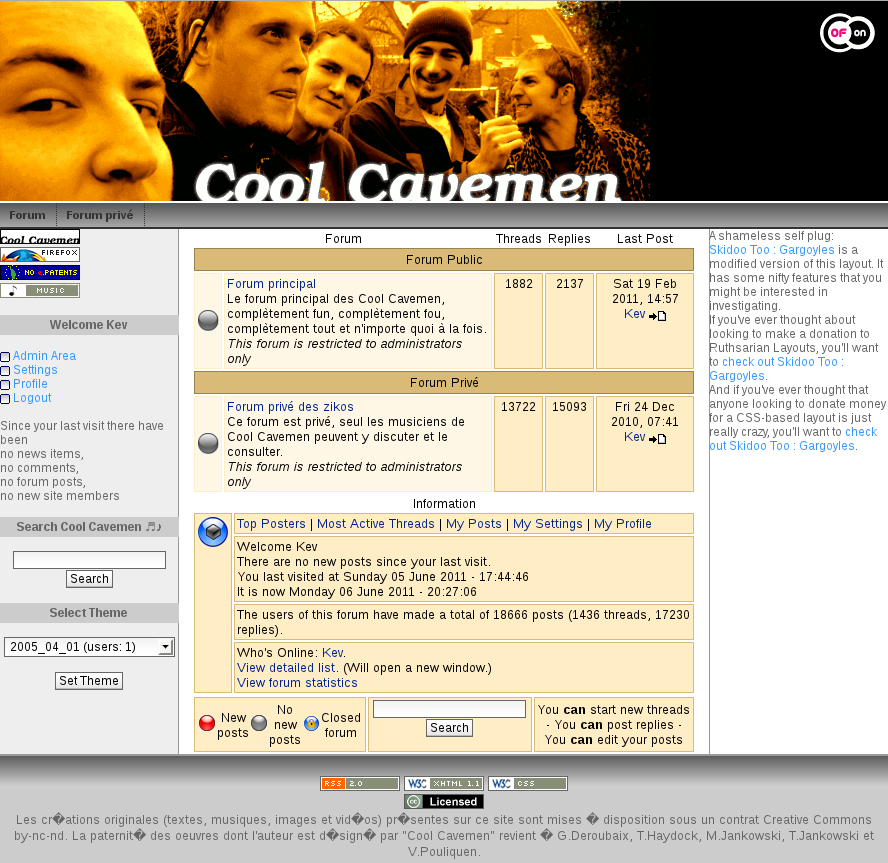 OF on
Cool Cavemen
Forum Forum privé
Cool Cavemen
FIREFOX
NO e.PATENTS
MUSIC
Welcome Kev
Admin Area
Settings
Profile
Logout
Since your last visit there have
been
no news items,
no comments,
no forum posts,
no new site members
Search Cool Cavemen ♬♪
Search
Select Theme
2005_04_01 (users: 1)
Set Theme
Forum Threads Replies Last Post
Forum Public
Forum principal 1882 2137 Sat 19 Feb
Le forum principal des Cool Cavemen, 2011, 14:57
complétement fun, complètement fou, Kev
complétement tout et n'importe quoi à la fois.
This forum is restricted to administrators
only
Forum Privé
Forum privé des zikos 13722 15093 Fri 24 Dec
Ce forum est privé, seul les musiciens de 2010, 07:41
Cool Cavemen peuvent y discuter et le Kev
consulter.
This forum is restricted to administrators
only
Information
Top Posters | Most Active Threads | My Posts | My Settings | My Profile
Welcome Kev
There are no new posts since your last visit.
You last visited at Sunday 05 June 2011 - 17:44:46
It is now Monday 06 June 2011 - 20:27:06
The users of this forum have made a total of 18666 posts (1436 threads, 17230
replies).
Who's Online: Kev.
View detailed list. (Will open a new window.)
View forum statistics
New
posts
No
new
posts
Closed
forum
Search
You can start new threads
- You can post replies -
You can edit your posts
A shameless self plug:
Skidoo Too : Gargoyles is a
modified version of this layout. It
has some nifty features that you
might be interested in
investigating.
If you've ever thought about
looking to make a donation to
Ruthsarian Layouts, you'll want
to check out Skidoo Too :
Gargoyles.
And if you've ever thought that
anyone looking to donate money
for a CSS-based layout is just
really crazy, you'll want to check
out Skidoo Too : Gargoyles.
RSS 2.0 W3C XHTML 1.1 W3C CSS
cc Licensed
Les cr�ations originales (textes, musiques, images et vid�os) pr�sentes sur ce site sont mises � disposition sous un contrat Creative Commons
by-nc-nd. La paternit� des oeuvres dont l'auteur est d�sign� par "Cool Cavemen" revient � G.Deroubaix, T.Haydock, M.Jankowski, T.Jankowski et
V.Pouliquen.